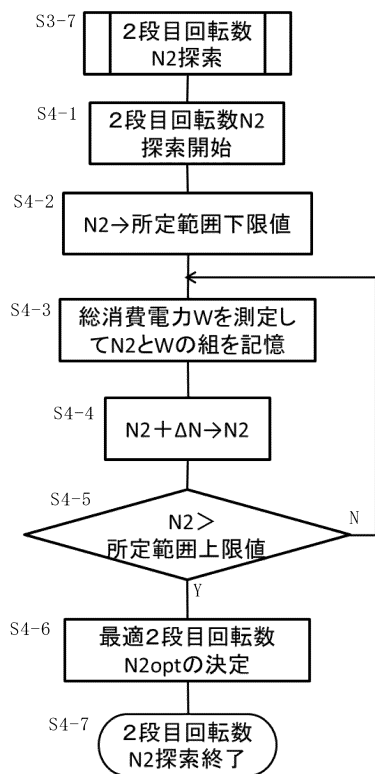 S3-7
２段目回転数
N2探索
S4-1
２段目回転数N2
探索開始
S4-2
N2→所定範囲下限値
S4-3
総消費電力Wを測定し
てN2とWの組を記憶
S4-4
N2＋ΔN→N2
S4-5
N2＞
所定範囲上限値
N
Y
S4-6
最適２段目回転数
N2optの決定
S4-7
２段目回転数
N2探索終了